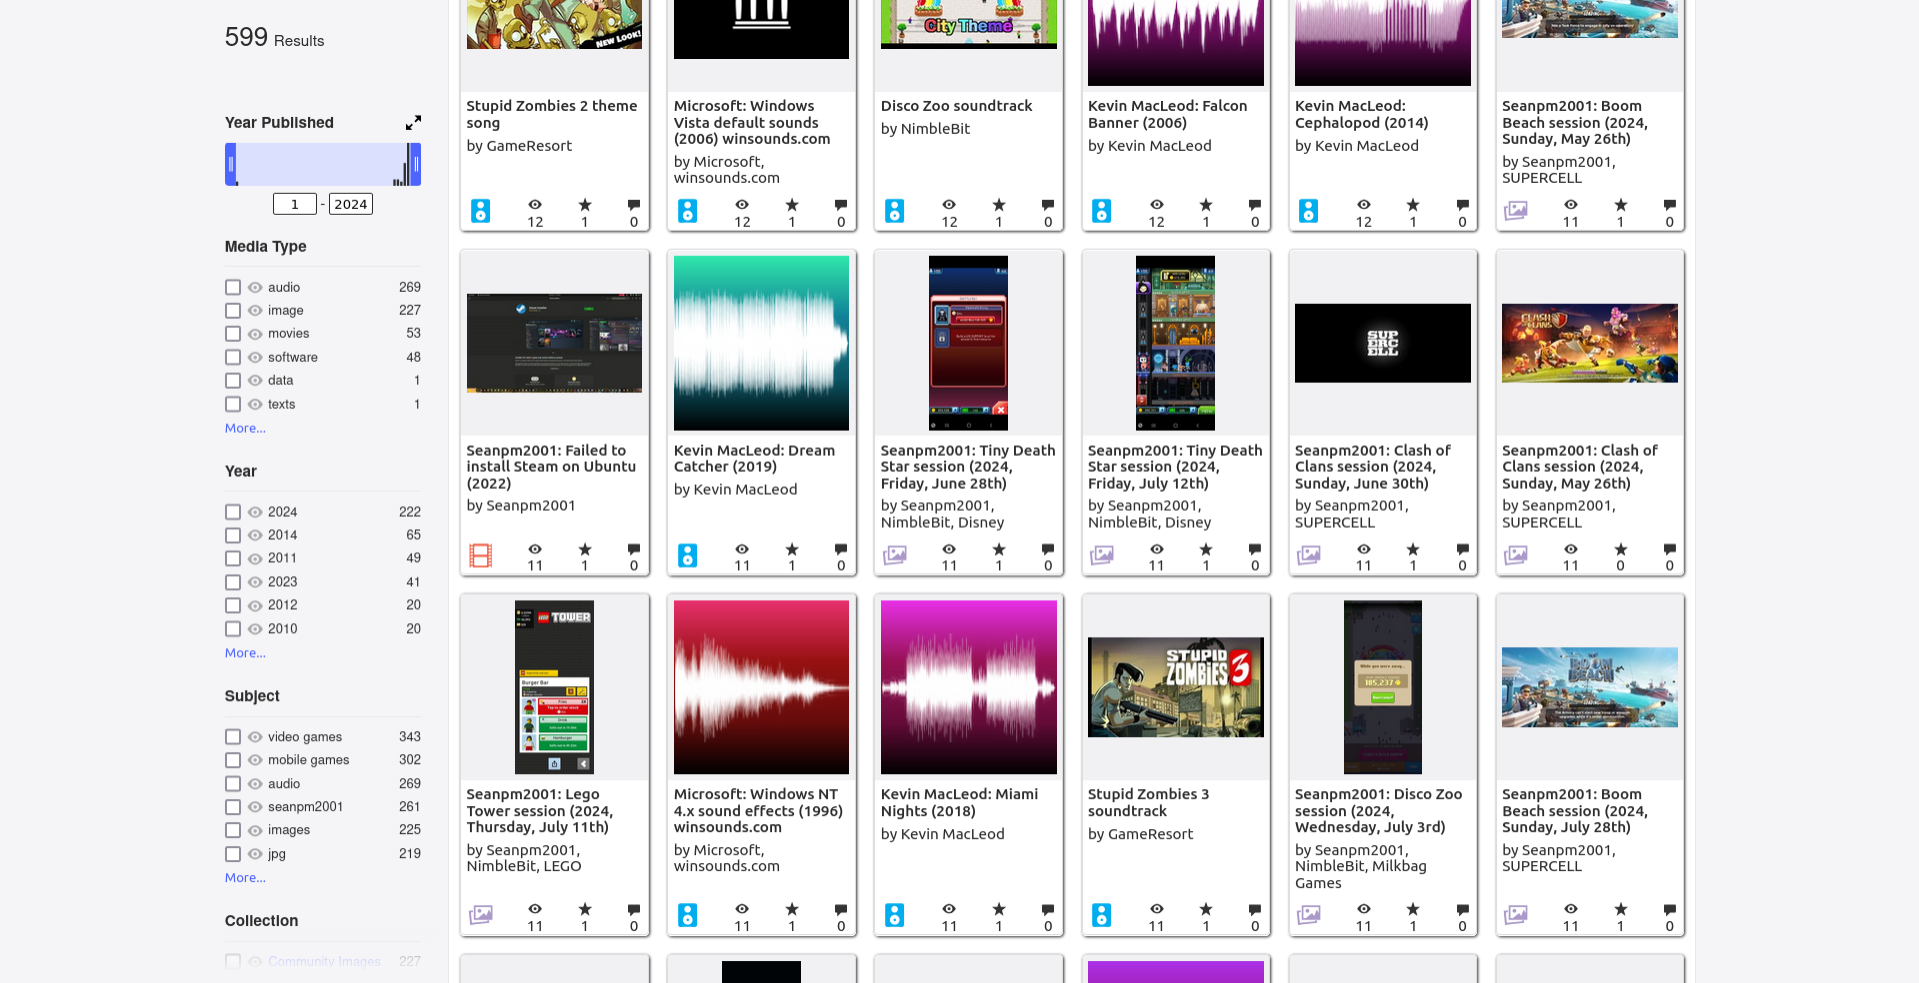 599 Results
Year Published
1 - 2024
Media Type
audio 269
image 227
movies 53
software 48
data 1
texts 1
More...
Year
2024 222
2014 65
2011 49
2023 41
2012 20
2010 20
More...
Subject
video games 343
mobile games 302
audio 269
seanpm2001 261
images 225
jpg 219
More...
Collection
Community Images 227
NEW LOOK!
Stupid Zombies 2 theme
song
by GameResort
12 1 0
Microsoft: Windows
Vista default sounds
(2006) winsounds.com
by Microsoft,
winsounds.com
12 1 0
City Theme
Disco Zoo soundtrack
by NimbleBit
12 1 0
Kevin MacLeod: Falcon
Banner (2006)
by Kevin MacLeod
12 1 0
Kevin MacLeod:
Cephalopod (2014)
by Kevin MacLeod
12 1 0
Seanpm2001: Boom
Beach session (2024,
Sunday, May 26th)
by Seanpm2001,
SUPERCELL
11 1 0
Seanpm2001: Failed to
install Steam on Ubuntu
(2022)
by Seanpm2001
11 1 0
Kevin MacLeod: Dream
Catcher (2019)
by Kevin MacLeod
11 1 0
Seanpm2001: Tiny Death
Star session (2024,
Friday, June 28th)
by Seanpm2001,
NimbleBit, Disney
11 1 0
Seanpm2001: Tiny Death
Star session (2024,
Friday, July 12th)
by Seanpm2001,
NimbleBit, Disney
11 1 0
SUP
ERC
ELL
Seanpm2001: Clash of
Clans session (2024,
Sunday, June 30th)
by Seanpm2001,
SUPERCELL
11 1 0
CLASH
OF CLANS
Seanpm2001: Clash of
Clans session (2024,
Sunday, May 26th)
by Seanpm2001,
SUPERCELL
11 0 0
LEGO TOWER
Burger Bar
Seanpm2001: Lego
Tower session (2024,
Thursday, July 11th)
by Seanpm2001,
NimbleBit, LEGO
11 1 0
Microsoft: Windows NT
4.x sound effects (1996)
winsounds.com
by Microsoft,
winsounds.com
11 1 0
Kevin MacLeod: Miami
Nights (2018)
by Kevin MacLeod
11 1 0
STUPID
ZOMBIES 3
Stupid Zombies 3
soundtrack
by GameResort
11 1 0
While you were away...
185,237
Seanpm2001: Disco Zoo
session (2024,
Wednesday, July 3rd)
by Seanpm2001,
NimbleBit, Milkbag
Games
11 1 0
BOOM
BEACH
Seanpm2001: Boom
Beach session (2024,
Sunday, July 28th)
by Seanpm2001,
SUPERCELL
11 1 0